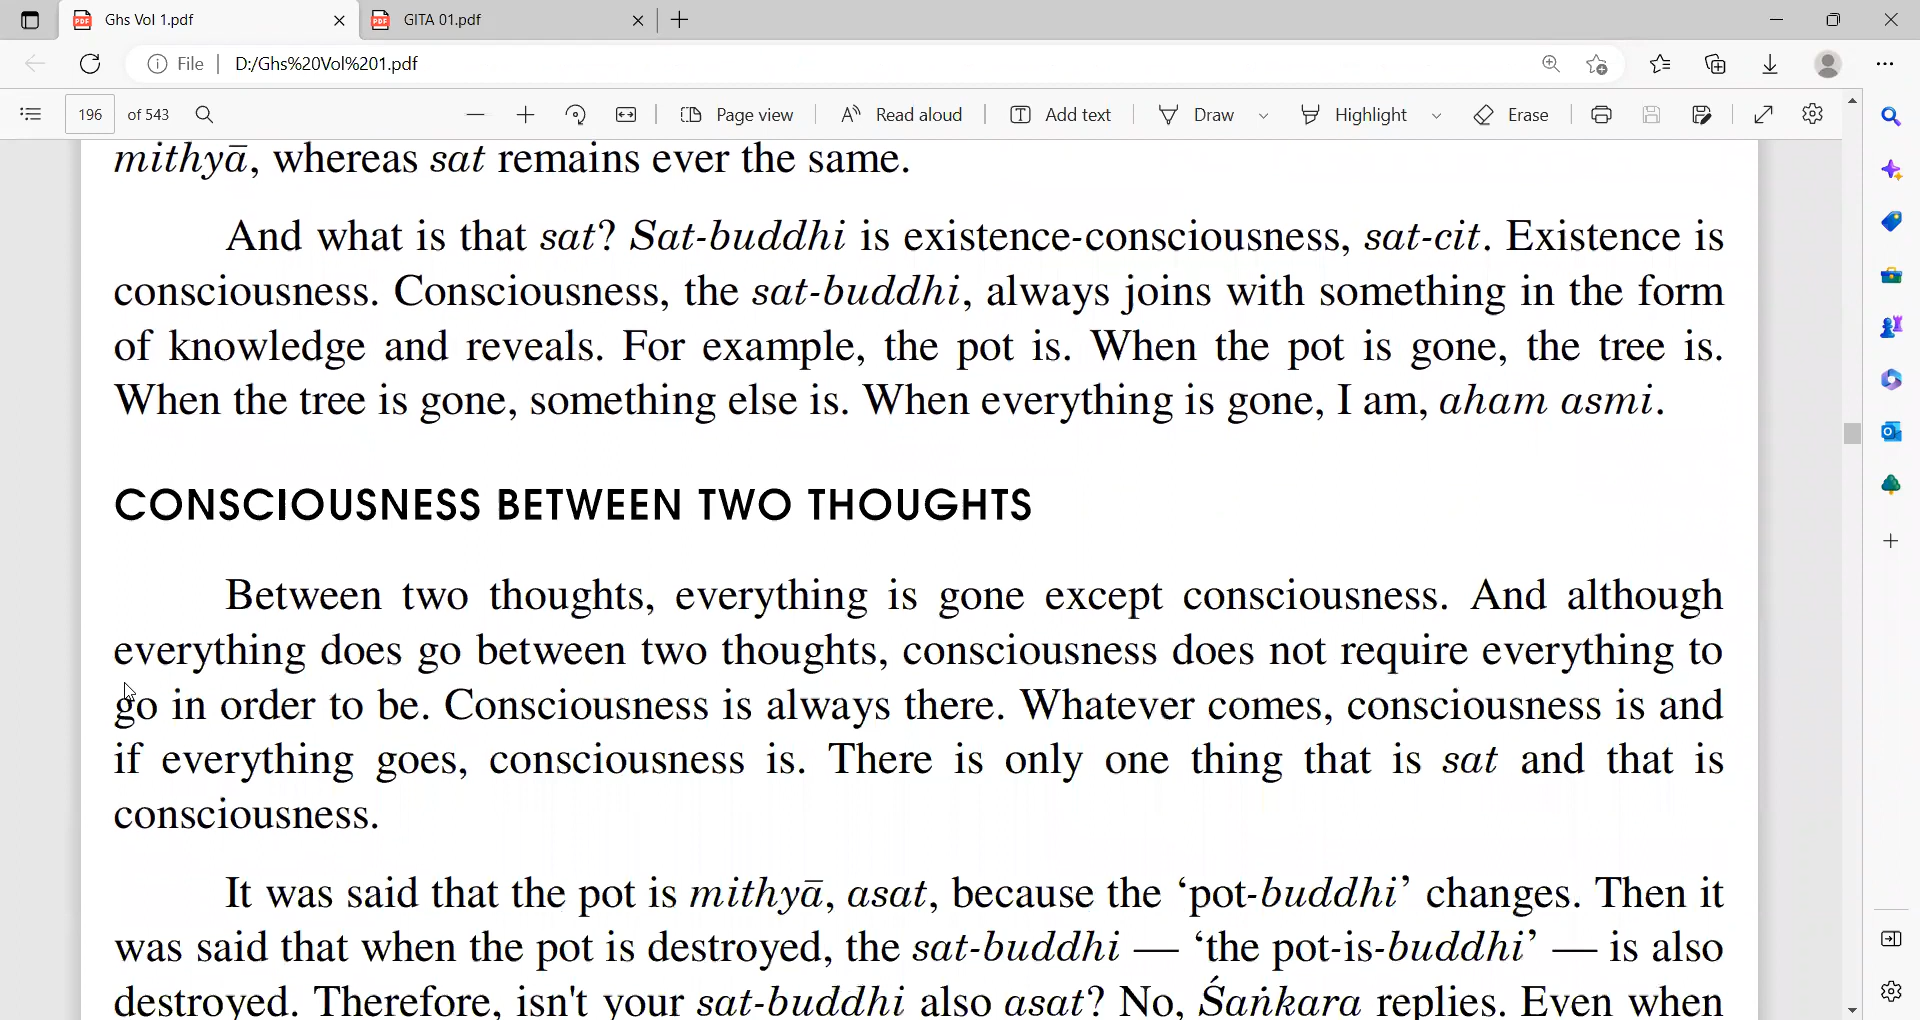 Ghs Vol 1.pdf
GITA 01.pdf
File
D:/Ghs%20Vol%201.pdf
196 of 543
Page view
Read aloud
Add text
Draw
Highlight
Erase
mithyā, whereas sat remains ever the same.
And what is that sat? Sat-buddhi is existence-consciousness, sat-cit. Existence is
consciousness. Consciousness, the sat-buddhi, always joins with something in the form
of knowledge and reveals. For example, the pot is. When the pot is gone, the tree is.
When the tree is gone, something else is. When everything is gone, I am, aham asmi.
CONSCIOUSNESS BETWEEN TWO THOUGHTS
Between two thoughts, everything is gone except consciousness. And although
everything does go between two thoughts, consciousness does not require everything to
go in order to be. Consciousness is always there. Whatever comes, consciousness is and
if everything goes, consciousness is. There is only one thing that is sat and that is
consciousness.
It was said that the pot is mithyā, asat, because the ‘pot-buddhi’ changes. Then it
was said that when the pot is destroyed, the sat-buddhi — ‘the pot-is-buddhi’ — is also
destroyed. Therefore, isn't your sat-buddhi also asat? No, Śaṅkara replies. Even when